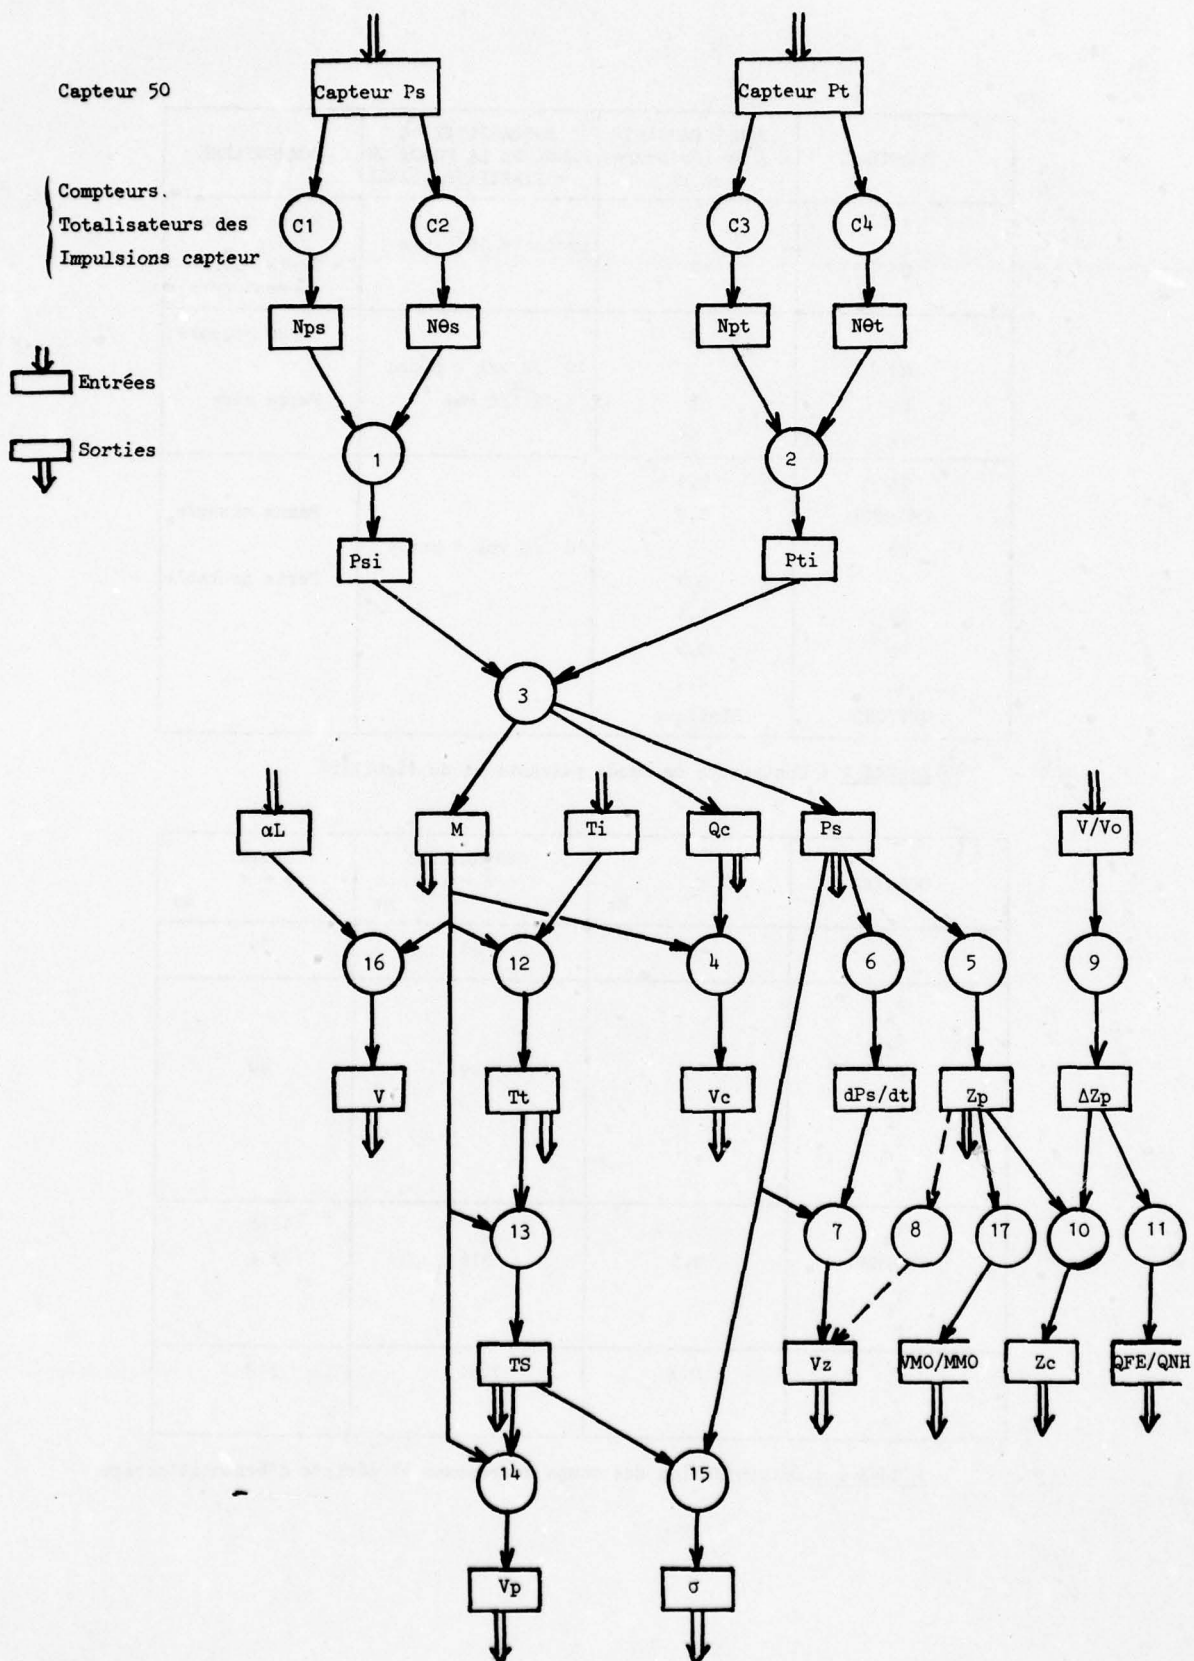 Capteur 50
Capteur Ps
Capteur Pt
Compteurs.
Totalisateurs des
Impulsions capteur
C1
C2
C3
C4
Nps
Nθs
Npt
Nθt
Entrées
Sorties
1
2
Psi
Pti
3
αL
M
Ti
Qc
Ps
V/Vo
16
12
4
6
5
9
V
Tt
Vc
dPs/dt
Zp
ΔZp
13
7
8
17
10
11
TS
Vz
VMO/MMO
Zc
QFE/QNH
14
15
Vp
σ